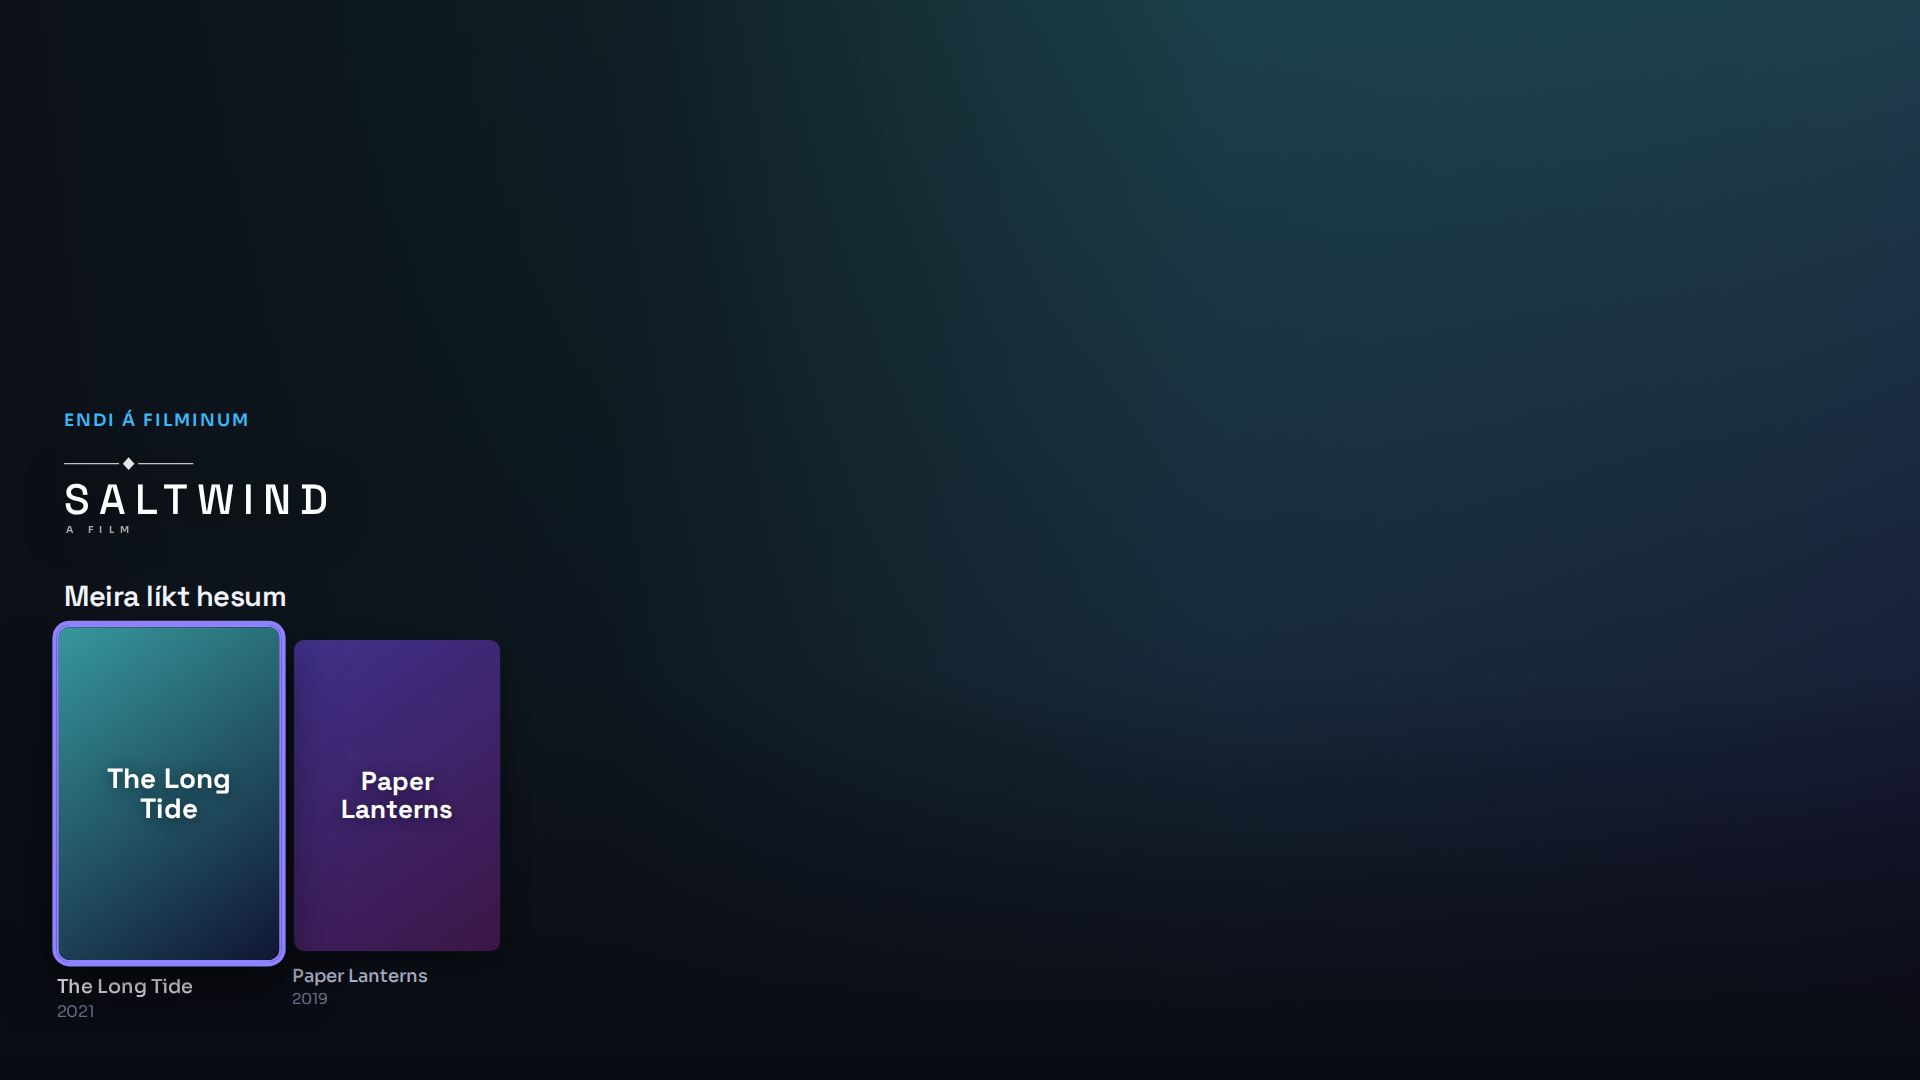 ENDI Á FILMINUM
SALTWIND
A FILM
Meira líkt hesum
The Long
Tide
Paper
Lanterns
The Long Tide
2021
Paper Lanterns
2019